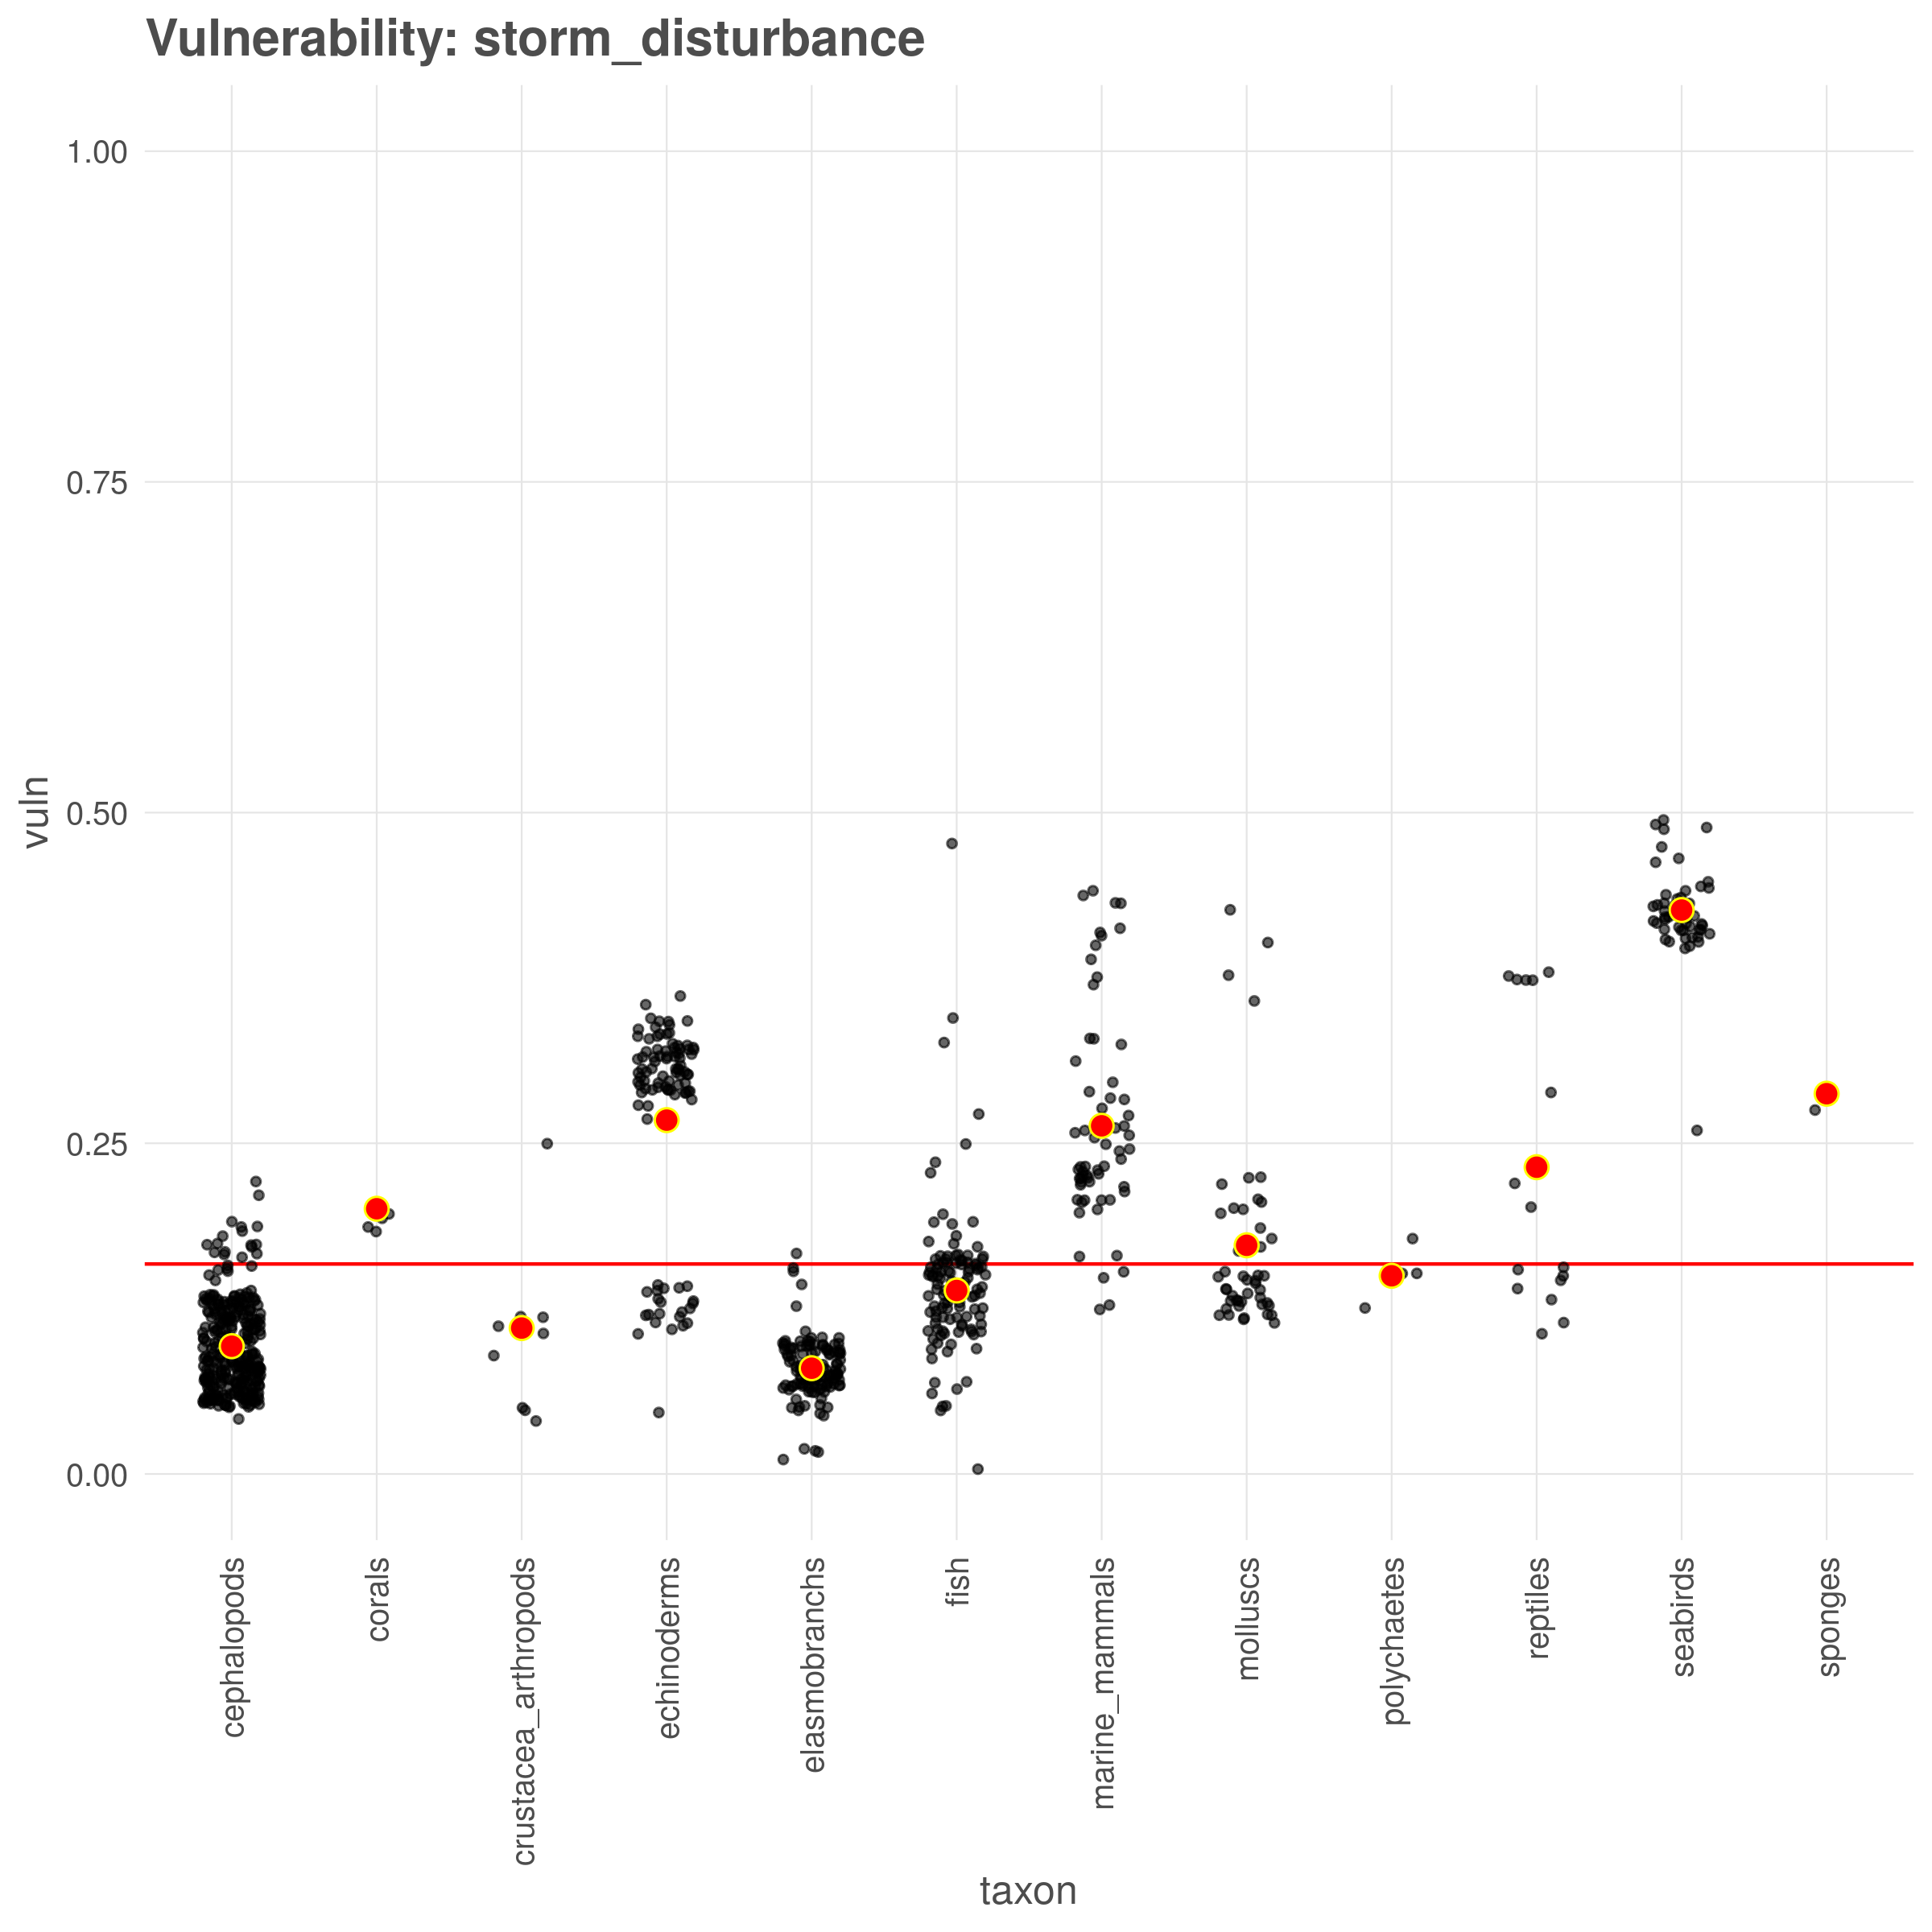 Vulnerability: storm_disturbance
vuln
1.00
0.75
0.50
0.25
0.00
cephalopods
corals
crustacea_arthropods
echinoderms
elasmobranchs
fish
marine_mammals
molluscs
polychaetes
reptiles
seabirds
sponges
taxon